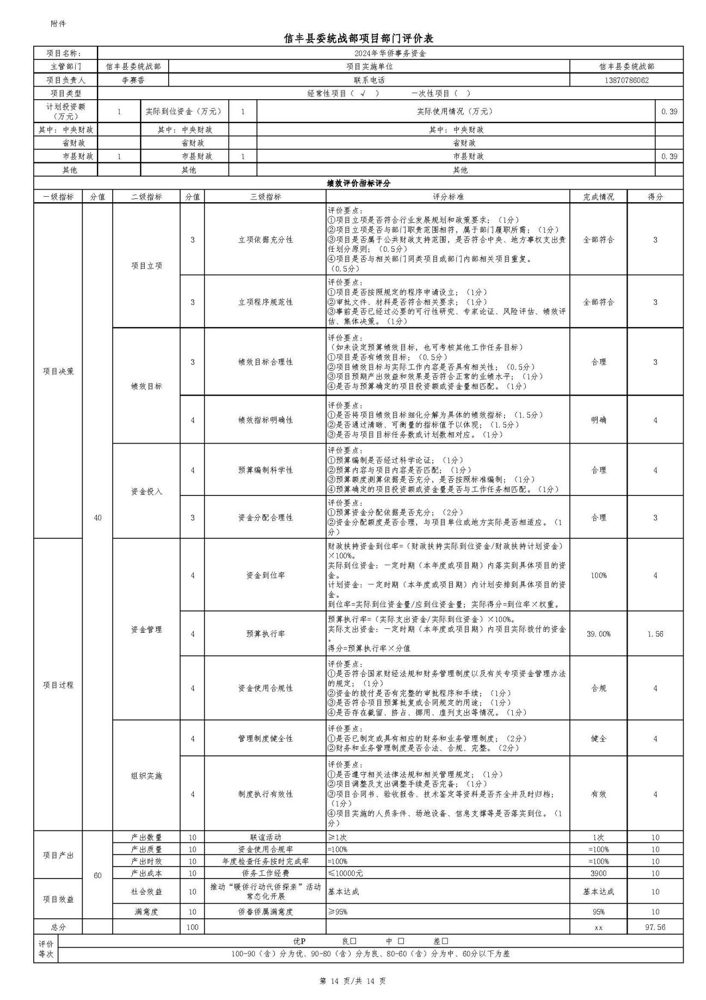 附件
信丰县委统战部项目部门评价表
项目名称: 2024年华侨事务资金
主管部门 信丰县委统战部 项目实施单位 信丰县委统战部
项目负责人 李赛香 联系电话 13870786062
项目类型 经常性项目（ √ ） 一次性项目（ ）
计划投资额（万元） 1 实际到位资金（万元） 1 实际使用情况（万元） 0.39
其中：中央财政 其中：中央财政 其中：中央财政
省财政 省财政 省财政
市县财政 1 市县财政 1 市县财政 0.39
其他 其他 其他
绩效评价指标评分
一级指标 分值 二级指标 分值 三级指标 评分标准 完成情况 得分
项目决策
40
项目立项
3 立项依据充分性
评价要点：
①项目立项是否符合行业发展规划和政策要求；（1分）
②项目立项是否与部门职责范围相符，属于部门履职所需；（1分）
③项目是否属于公共财政支持范围，是否符合中央、地方事权支出责
任划分原则；（0.5分）
④项目是否与相关部门同类项目或部门内部相关项目重复。
（0.5分）
全部符合 3
3 立项程序规范性
评价要点：
①项目是否按照规定的程序申请设立；（1分）
②审批文件、材料是否符合相关要求；（1分）
③事前是否已经过必要的可行性研究、专家论证、风险评估、绩效评
估、集体决策。（1分）
全部符合 3
绩效目标
3 绩效目标合理性
评价要点：
（如未设定预算绩效目标，也可考核其他工作任务目标）
①项目是否有绩效目标；（0.5分）
②项目绩效目标与实际工作内容是否具有相关性；（0.5分）
③项目预期产出效益和效果是否符合正常的业绩水平；（1分）
④是否与预算确定的项目投资额或资金量相匹配。（1分）
合理 3
4 绩效指标明确性
评价要点：
①是否将项目绩效目标细化分解为具体的绩效指标；（1.5分）
②是否通过清晰、可衡量的指标值予以体现；（1.5分）
③是否与项目目标任务数或计划数相对应。（1分）
明确 4
资金投入
4 预算编制科学性
评价要点：
①预算编制是否经过科学论证；（1分）
②预算内容与项目内容是否匹配；（1分）
③预算额度测算依据是否充分，是否按照标准编制；（1分）
④预算确定的项目投资额或资金量是否与工作任务相匹配。（1分）
合理 4
3 资金分配合理性
评价要点：
①预算资金分配依据是否充分；（2分）
②资金分配额度是否合理，与项目单位或地方实际是否相适应。（1
分）
合理 3
项目过程
资金管理
4 资金到位率
财政扶持资金到位率=（财政扶持实际到位资金/财政扶持计划资金）
×100%。
实际到位资金：一定时期（本年度或项目期）内落实到具体项目的资
金。
计划资金：一定时期（本年度或项目期）内计划安排到具体项目的资
金。
到位率=实际到位资金量/应到位资金量；实际得分=到位率×权重。
100% 4
4 预算执行率
预算执行率=（实际支出资金/实际到位资金）×100%。
实际支出资金：一定时期（本年度或项目期）内项目实际拨付的资金
。
得分=预算执行率×分值
39.00% 1.56
4 资金使用合规性
评价要点：
①是否符合国家财经法规和财务管理制度以及有关专项资金管理办法
的规定；（1分）
②资金的拨付是否有完整的审批程序和手续；（1分）
③是否符合项目预算批复或合同规定的用途；（1分）
④是否存在截留、挤占、挪用、虚列支出等情况。（1分）
合规 4
组织实施
4 管理制度健全性
评价要点：
①是否已制定或具有相应的财务和业务管理制度；（2分）
②财务和业务管理制度是否合法、合规、完整。（2分）
健全 4
4 制度执行有效性
评价要点：
①是否遵守相关法律法规和相关管理规定；（1分）
②项目调整及支出调整手续是否完备；（1分）
③项目合同书、验收报告、技术鉴定等资料是否齐全并及时归档；
（1分）
④项目实施的人员条件、场地设备、信息支撑等是否落实到位。（1
分）
有效 4
项目产出
60
产出数量 10 联谊活动 ≥1次 1次 10
产出质量 10 资金使用合规率 =100% =100% 10
产出时效 10 年度检查任务按时完成率 =100% =100% 10
产出成本 10 侨务工作经费 ≤10000元 3900 10
项目效益
社会效益 10 推动“暖侨行动代侨探亲”活动常态化开展 基本达成 基本达成 10
满意度 10 侨眷侨属满意度 ≥95% 95% 10
总分 100 xx 97.56
评价等次
优P 良□ 中 □ 差□
100-90（含）分为优、90-80（含）分为良、80-60（含）分为中、60分以下为差
第 14 页/共 14 页